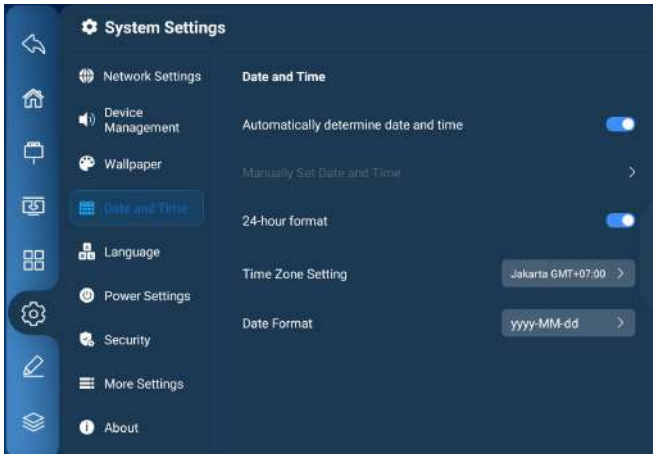 System Settings
Network Settings
Device
Management
Wallpaper
Date and Time
Language
Power Settings
Security
More Settings
About
Date and Time
Automatically determine date and time
Manually Set Date and Time
24-hour format
Time Zone Setting
Jakarta GMT+07:00
Date Format
yyyy-MM-dd